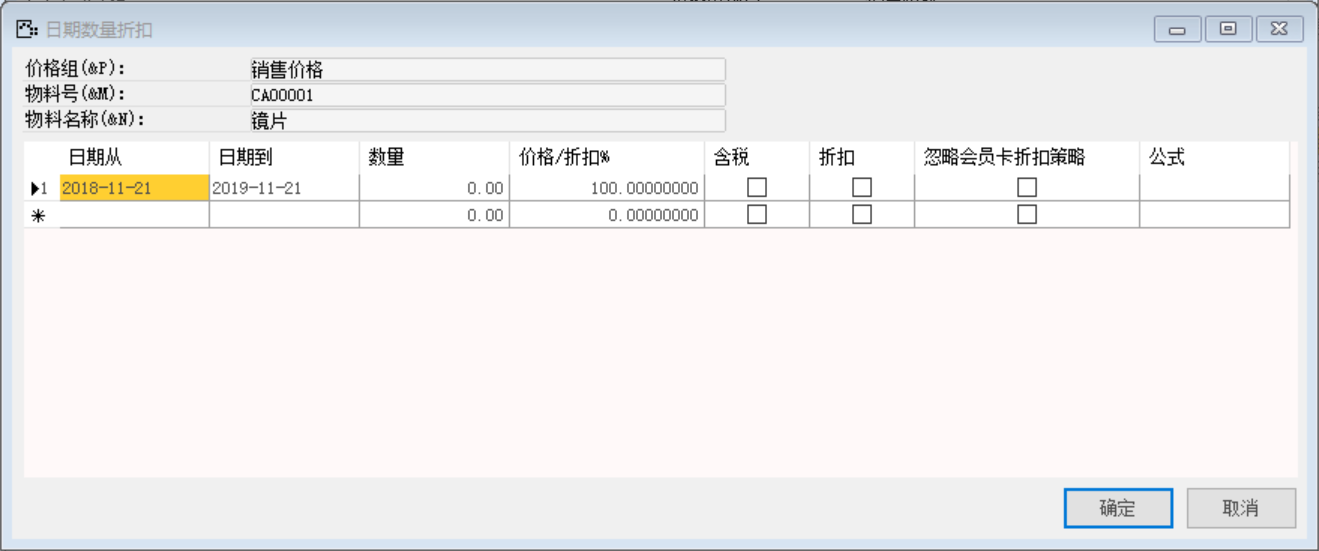 日期数量折扣
价格组(&P): 销售价格
物料号(&M): CA00001
物料名称(&N): 镜片
日期从 日期到 数量 价格/折扣% 含税 折扣 忽略会员卡折扣策略 公式
1 2018-11-21 2019-11-21 0.00 100.00000000
0.00 0.00000000
确定 取消